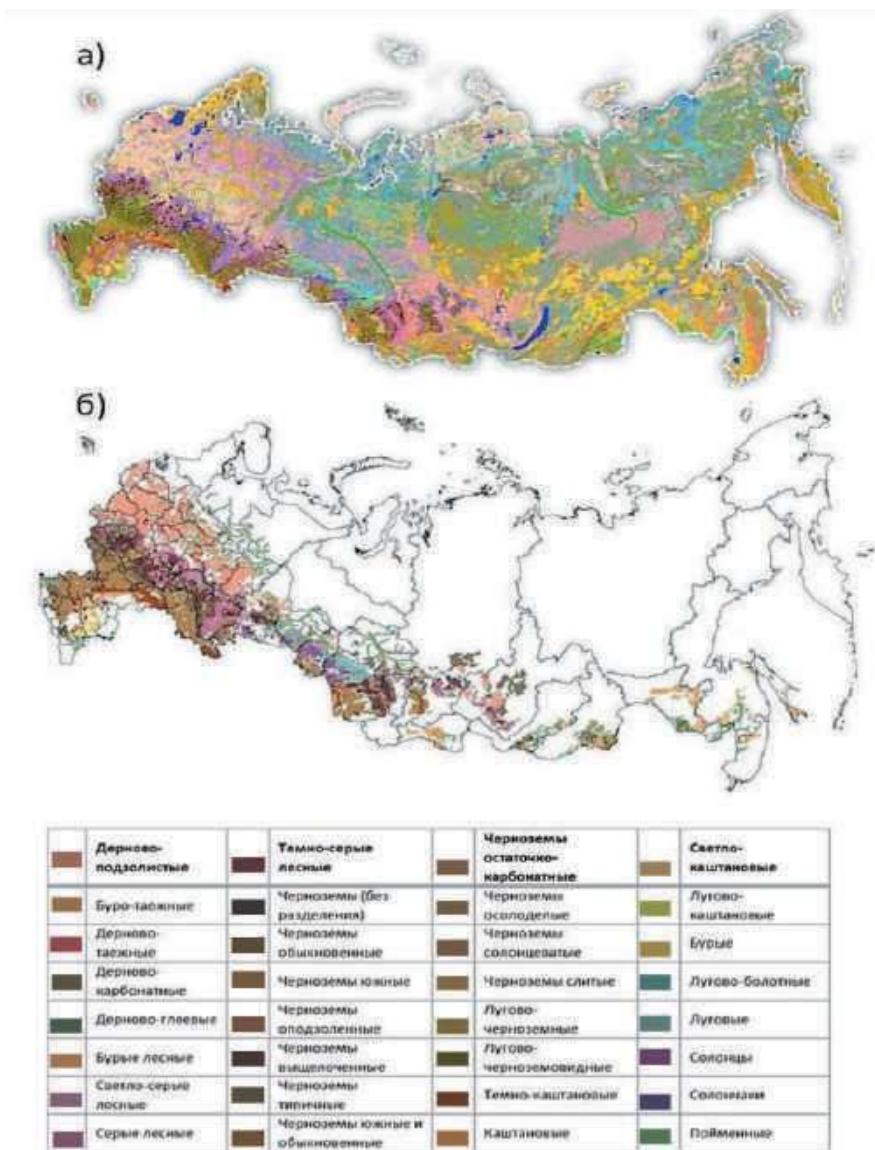 а)
б)
Дерново-
подзолистые
Темно-серые
лесные
Черноземы
остаточно-
карбонатные
Светло-
каштановые
Буро-таежные
Черноземы (без
разделения)
Черноземы
осолоделые
Лугово-
каштановые
Дерново-
таежные
Черноземы
обыкновенные
Черноземы
солонцеватые
Бурые
Дерново-
карбонатные
Черноземы южные
Черноземы слитые
Лугово-болотные
Дерново-глеевые
Черноземы
оподзоленные
Лугово-
черноземные
Луговые
Бурые лесные
Черноземы
выщелоченные
Лугово-
черноземовидные
Солонцы
Светло-серые
лесные
Черноземы
типичные
Темно-каштановые
Солончаки
Серые лесные
Черноземы южные и
обыкновенные
Каштановые
Пойменные